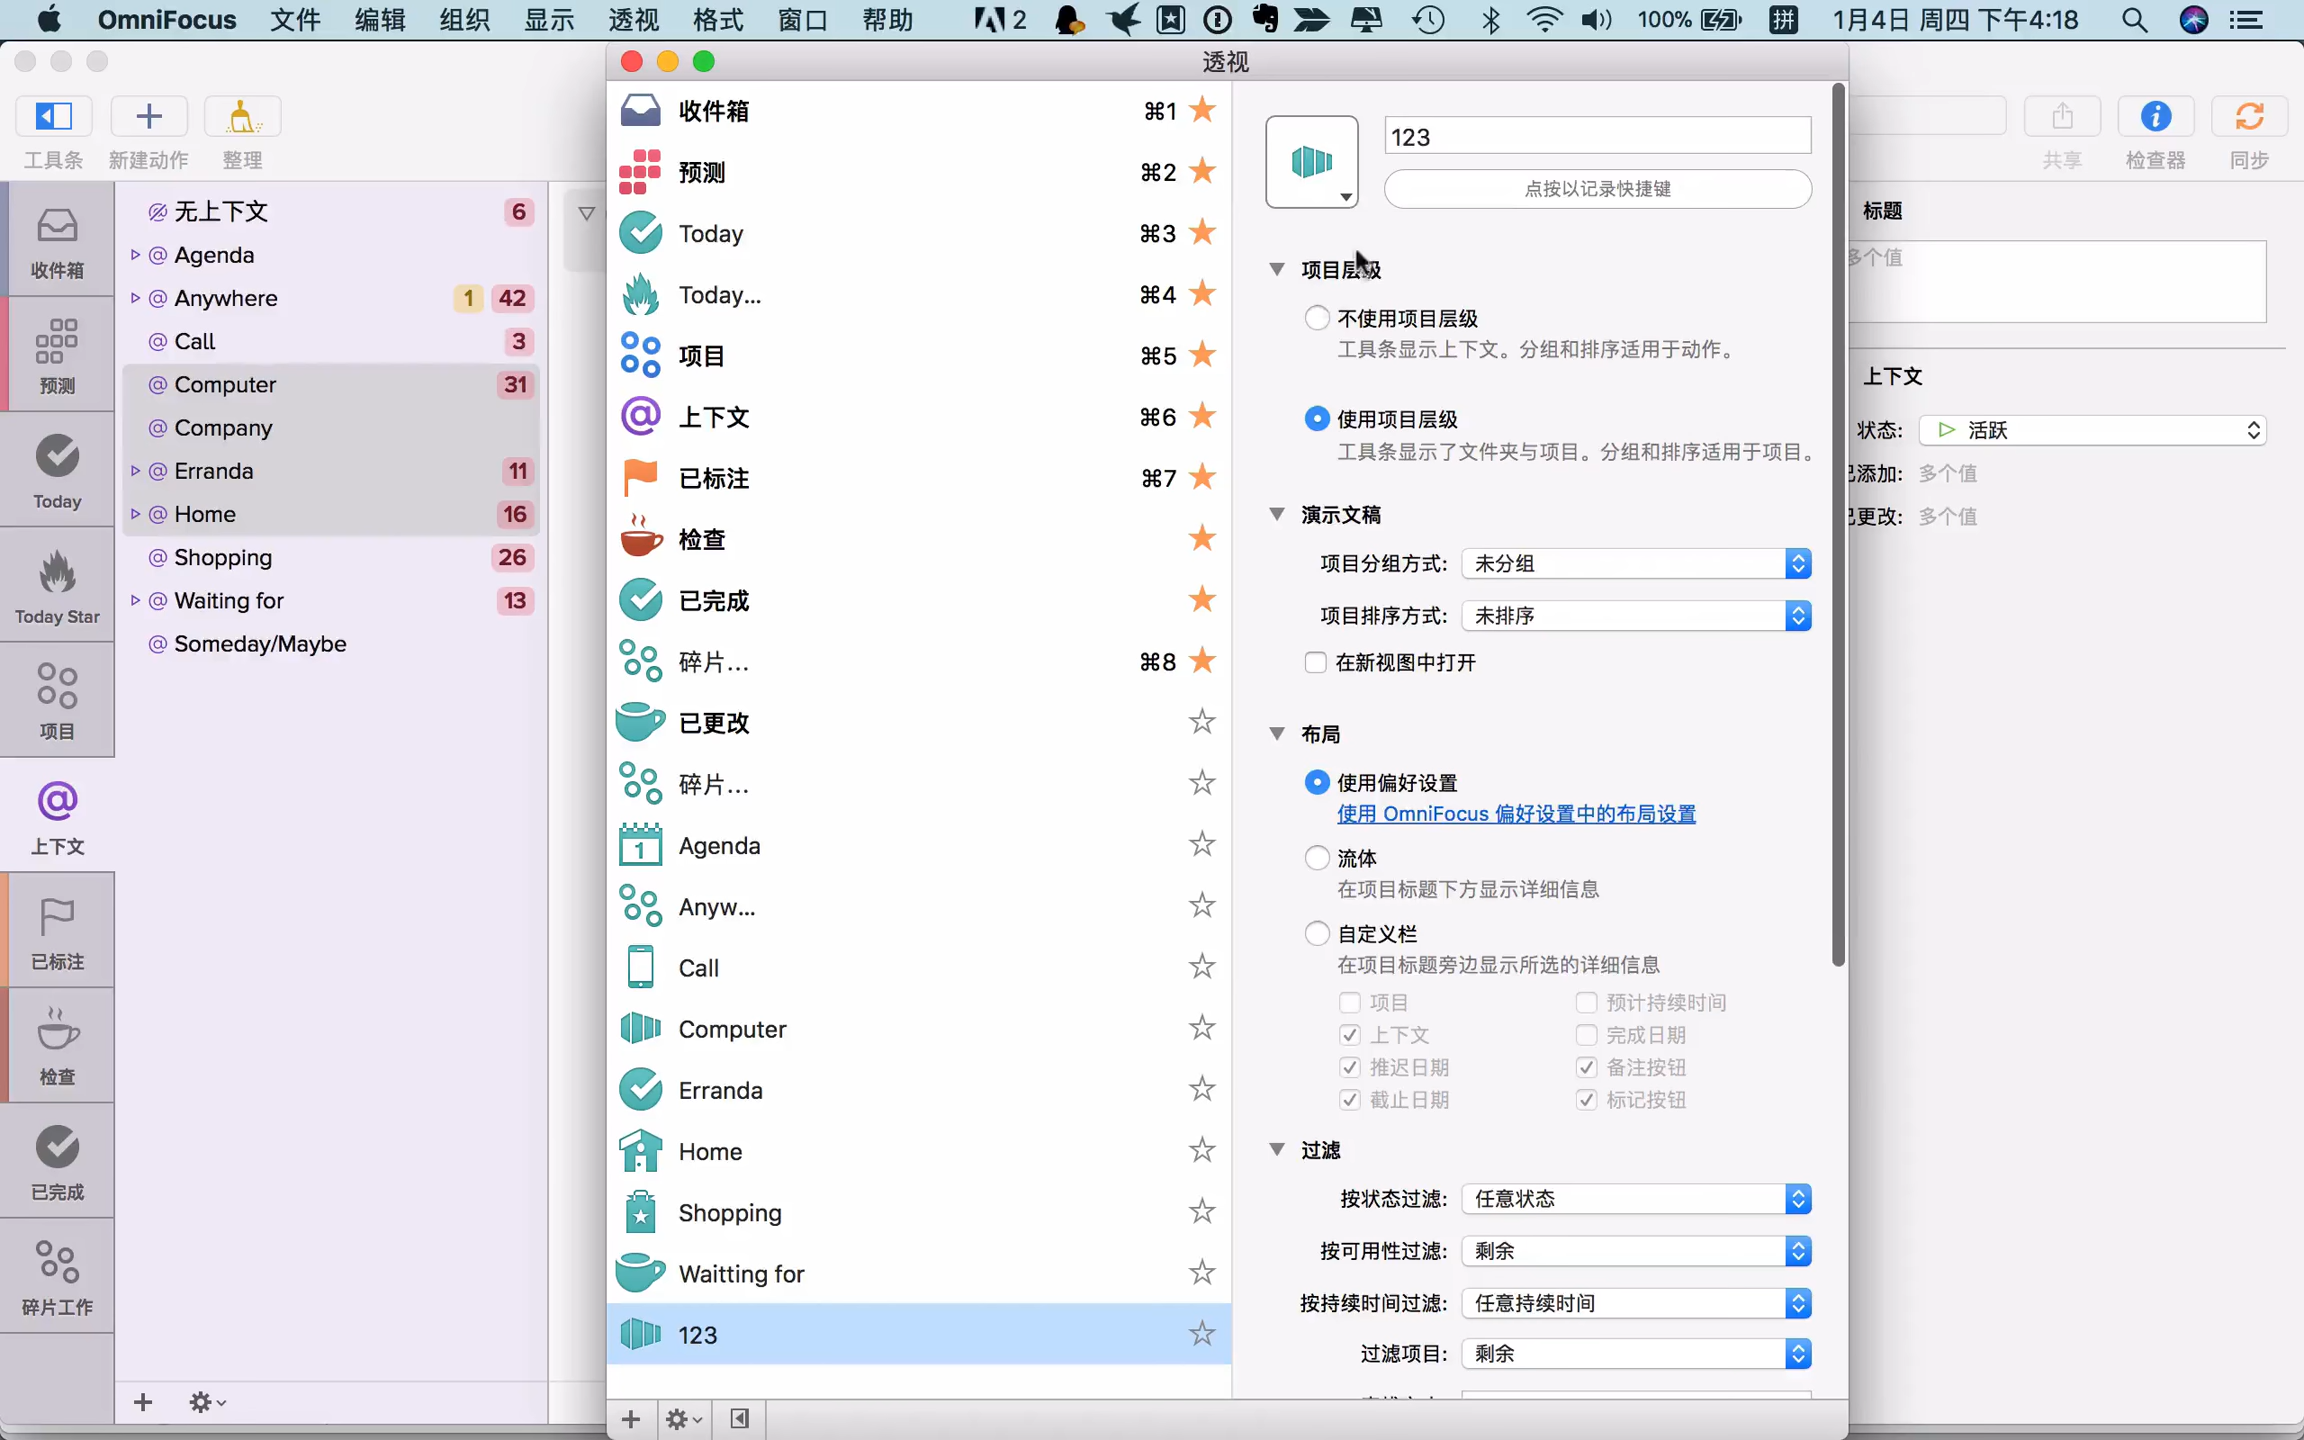 OmniFocus 文件 编辑 组织 显示 透视 格式 窗口 帮助 2 100% 拼 1月4日 周四 下午4:18
工具条 新建动作 整理
共享 检查器 同步
收件箱
预测
Today
Today Star
项目
上下文
已标注
检查
已完成
碎片工作
无上下文 6
Agenda
Anywhere 1 42
Call 3
Computer 31
Company
Erranda 11
Home 16
Shopping 26
Waiting for 13
Someday/Maybe
透视
收件箱 ⌘1
预测 ⌘2
Today ⌘3
Today... ⌘4
项目 ⌘5
上下文 ⌘6
已标注 ⌘7
检查
已完成
碎片... ⌘8
已更改
碎片...
1 Agenda
Anyw...
Call
Computer
Erranda
Home
Shopping
Waitting for
123
123
点按以记录快捷键
项目层级
不使用项目层级
工具条显示上下文。分组和排序适用于动作。
使用项目层级
工具条显示了文件夹与项目。分组和排序适用于项目。
演示文稿
项目分组方式: 未分组
项目排序方式: 未排序
在新视图中打开
布局
使用偏好设置
使用 OmniFocus 偏好设置中的布局设置
流体
在项目标题下方显示详细信息
自定义栏
在项目标题旁边显示所选的详细信息
项目 预计持续时间
上下文 完成日期
推迟日期 备注按钮
截止日期 标记按钮
过滤
按状态过滤: 任意状态
按可用性过滤: 剩余
按持续时间过滤: 任意持续时间
过滤项目: 剩余
标题
多个值
上下文
状态: 活跃
已添加: 多个值
已更改: 多个值